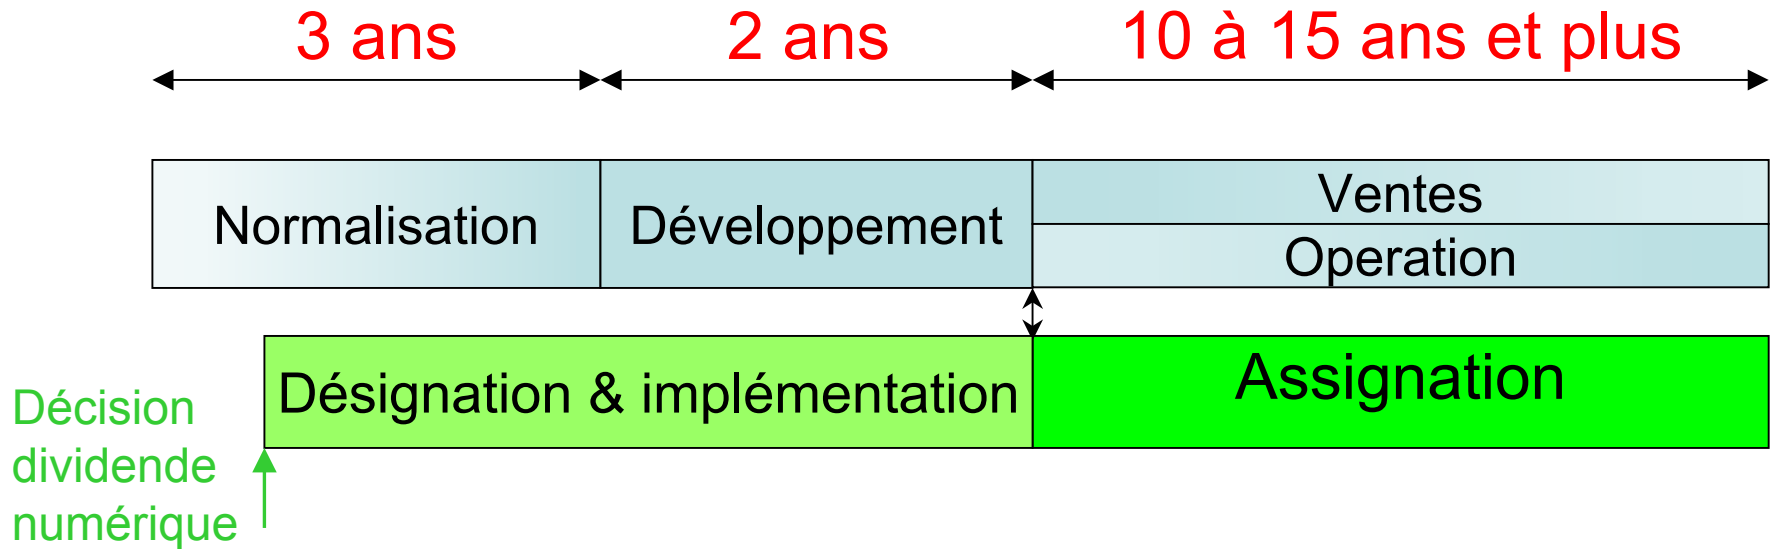 3 ans
2 ans
10 à 15 ans et plus
Normalisation
Développement
Ventes
Operation
Désignation & implémentation
Assignation
Décision
dividende
numérique